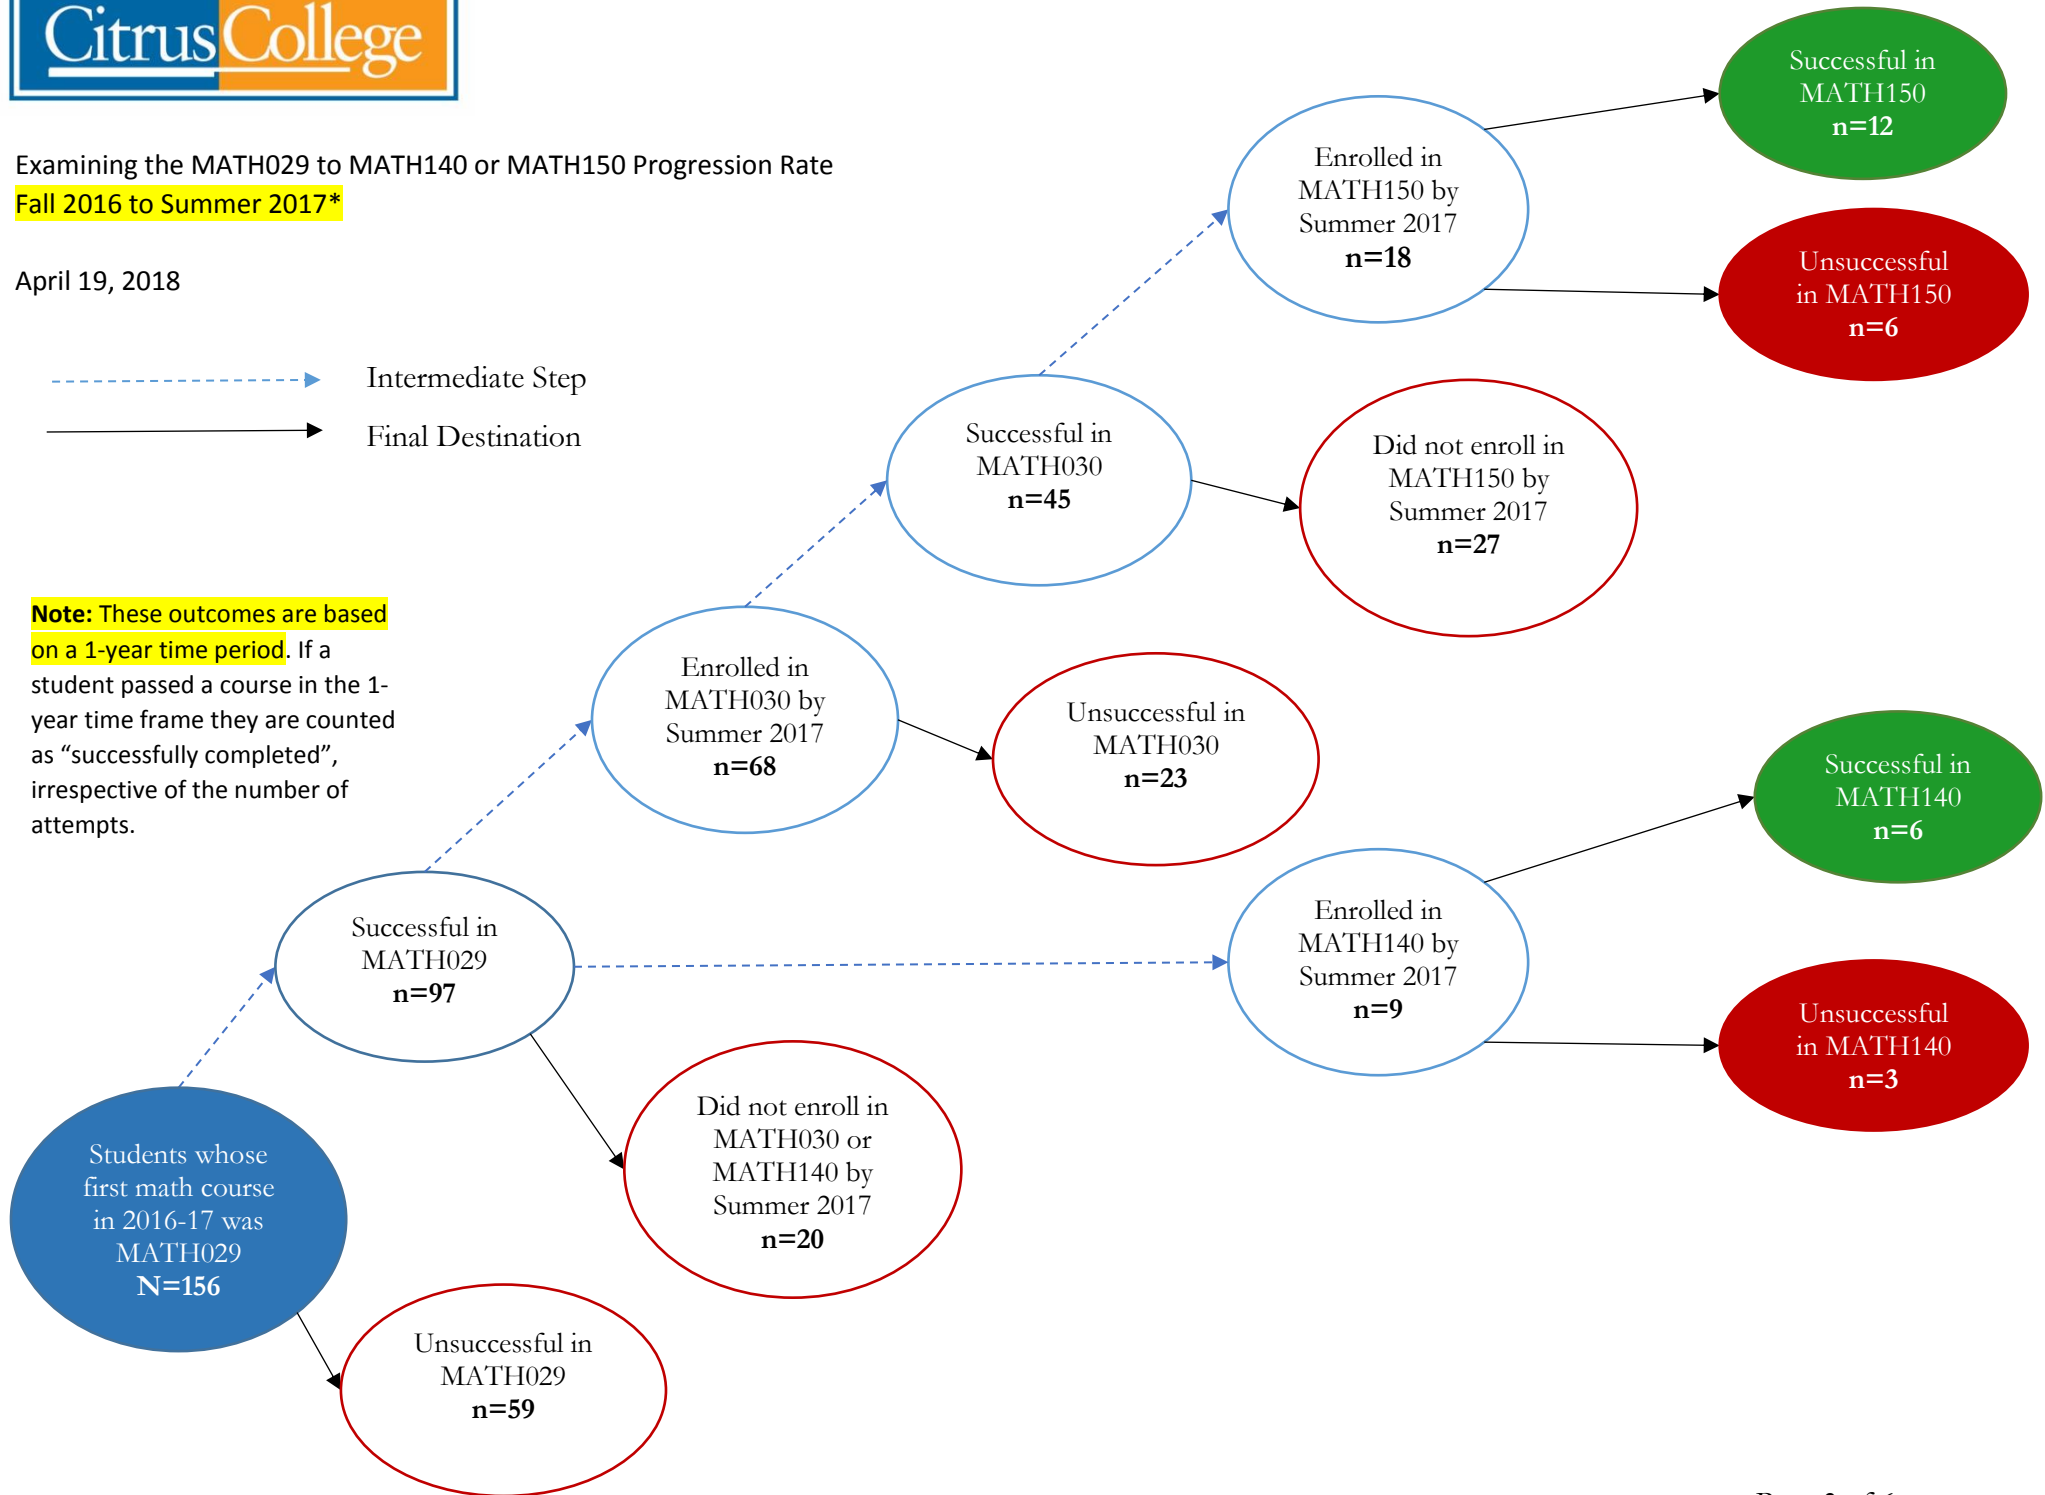 Citrus College
Examining the MATH029 to MATH140 or MATH150 Progression Rate
Fall 2016 to Summer 2017*
April 19, 2018
Intermediate Step
Final Destination
Note: These outcomes are based
on a 1-year time period. If a
student passed a course in the 1-
year time frame they are counted
as “successfully completed”,
irrespective of the number of
attempts.
Successful in
MATH150
n=12
Enrolled in
MATH150 by
Summer 2017
n=18
Unsuccessful
in MATH150
n=6
Successful in
MATH030
n=45
Did not enroll in
MATH150 by
Summer 2017
n=27
Enrolled in
MATH030 by
Summer 2017
n=68
Unsuccessful in
MATH030
n=23
Successful in
MATH140
n=6
Successful in
MATH029
n=97
Enrolled in
MATH140 by
Summer 2017
n=9
Unsuccessful
in MATH140
n=3
Did not enroll in
MATH030 or
MATH140 by
Summer 2017
n=20
Students whose
first math course
in 2016-17 was
MATH029
N=156
Unsuccessful in
MATH029
n=59